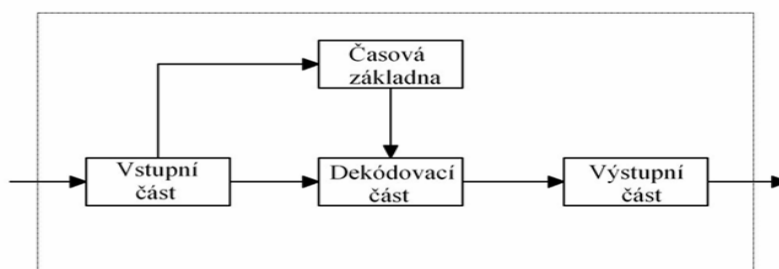 Časová
základna
Vstupní
část
Dekódovací
část
Výstupní
část